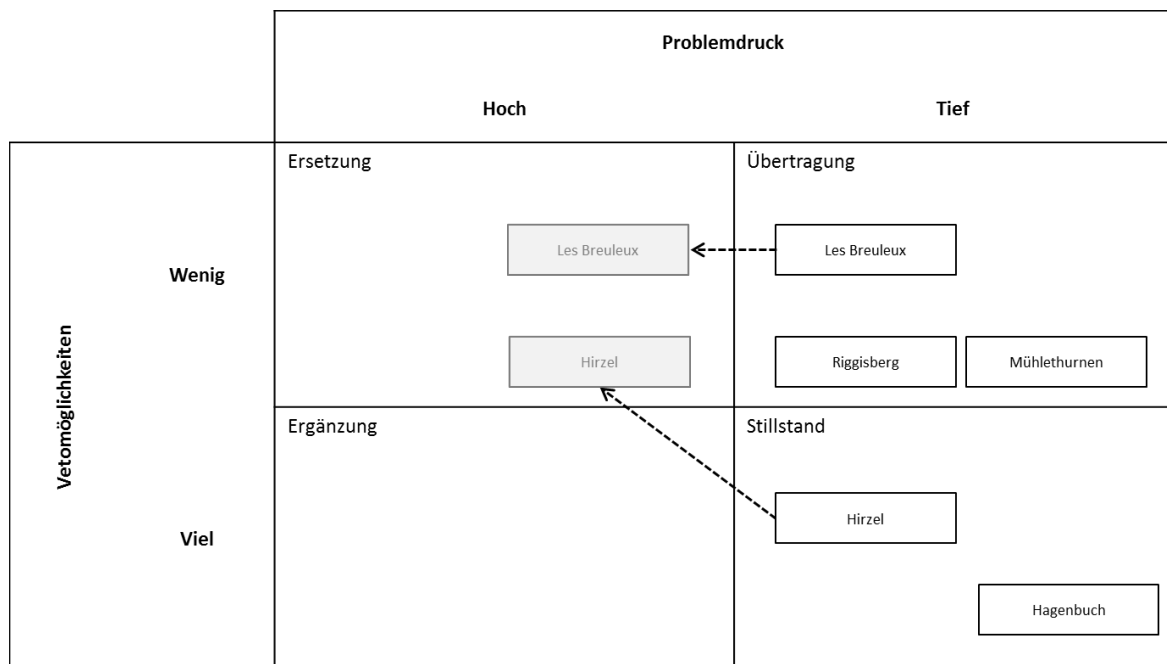 Problemdruck
Hoch
Tief
Vetomöglichkeiten
Wenig
Viel
Ersetzung
Les Breuleux
Hirzel
Übertragung
Les Breuleux
Riggisberg
Mühlethurnen
Ergänzung
Stillstand
Hirzel
Hagenbuch